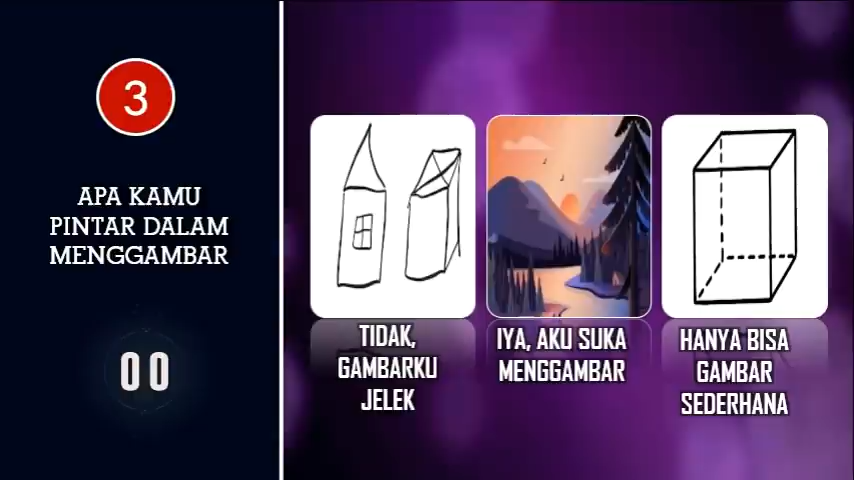 3
APA KAMU
PINTAR DALAM
MENGGAMBAR
00
TIDAK,
GAMBARKU
JELEK
IYA, AKU SUKA
MENGGAMBAR
HANYA BISA
GAMBAR
SEDERHANA